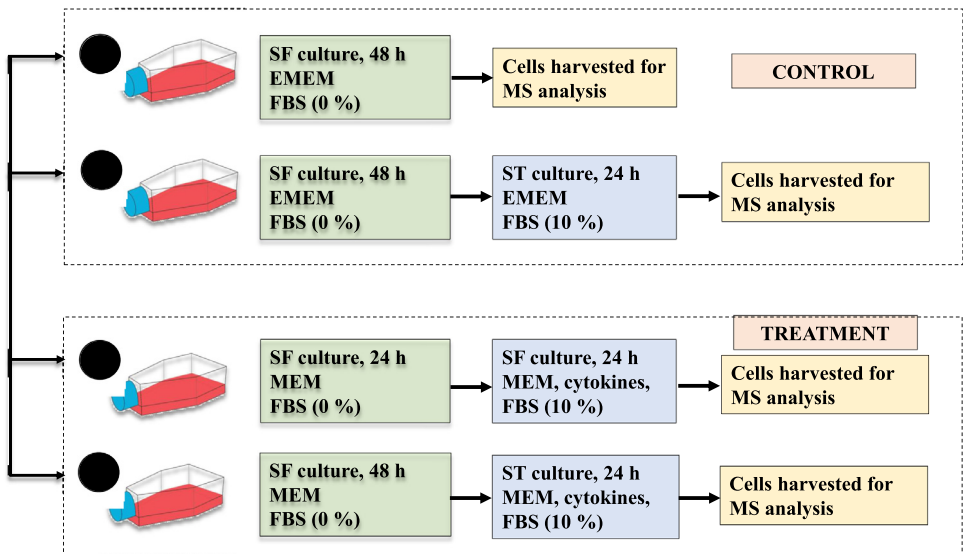 SF culture, 48 h
EMEM
FBS (0 %)
Cells harvested for
MS analysis
CONTROL
SF culture, 48 h
EMEM
FBS (0 %)
ST culture, 24 h
EMEM
FBS (10 %)
Cells harvested for
MS analysis
TREATMENT
SF culture, 24 h
MEM
FBS (0 %)
SF culture, 24 h
MEM, cytokines,
FBS (10 %)
Cells harvested for
MS analysis
SF culture, 48 h
MEM
FBS (0 %)
ST culture, 24 h
MEM, cytokines,
FBS (10 %)
Cells harvested for
MS analysis